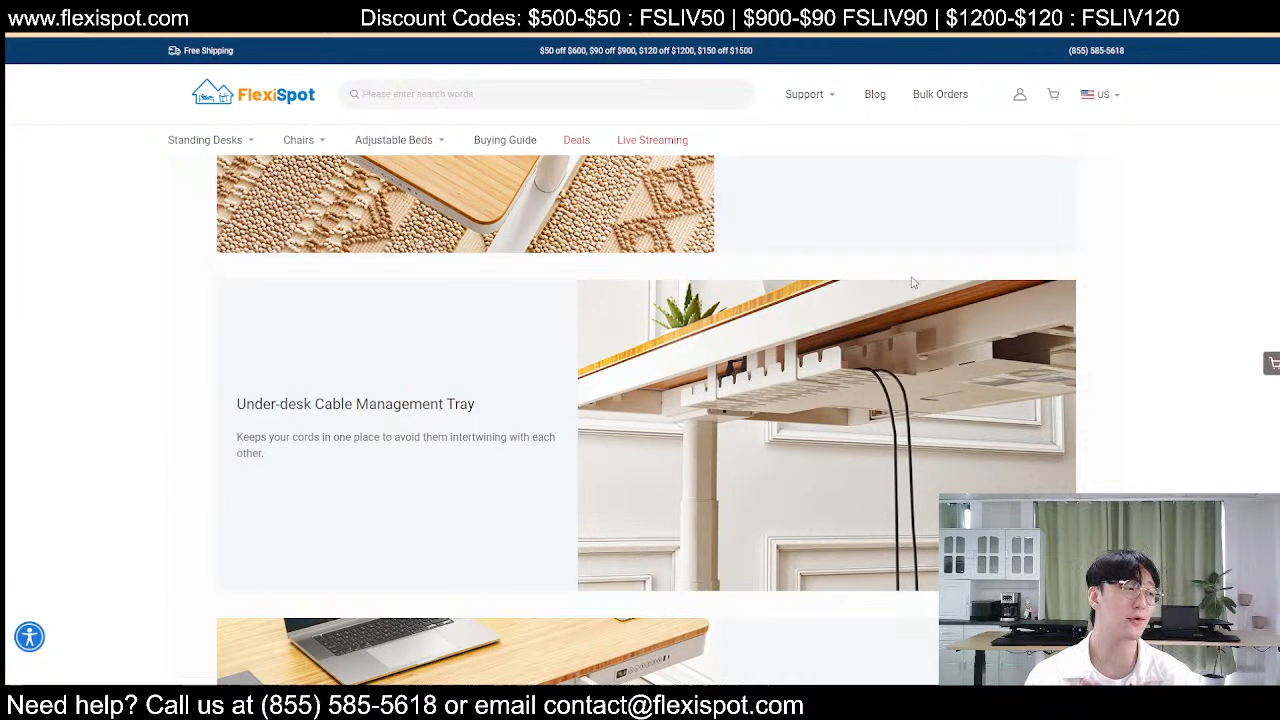 www.flexispot.com
Discount Codes: $500-$50 : FSLIV50 | $900-$90 FSLIV90 | $1200-$120 : FSLIV120
Free Shipping
$50 off $600, $90 off $900, $120 off $1200, $150 off $1500
(855) 585-5618
FlexiSpot
Please enter search words
Support
Blog
Bulk Orders
US
Standing Desks
Chairs
Adjustable Beds
Buying Guide
Deals
Live Streaming
Under-desk Cable Management Tray
Keeps your cords in one place to avoid them intertwining with each
other.
Need help? Call us at (855) 585-5618 or email contact@flexispot.com